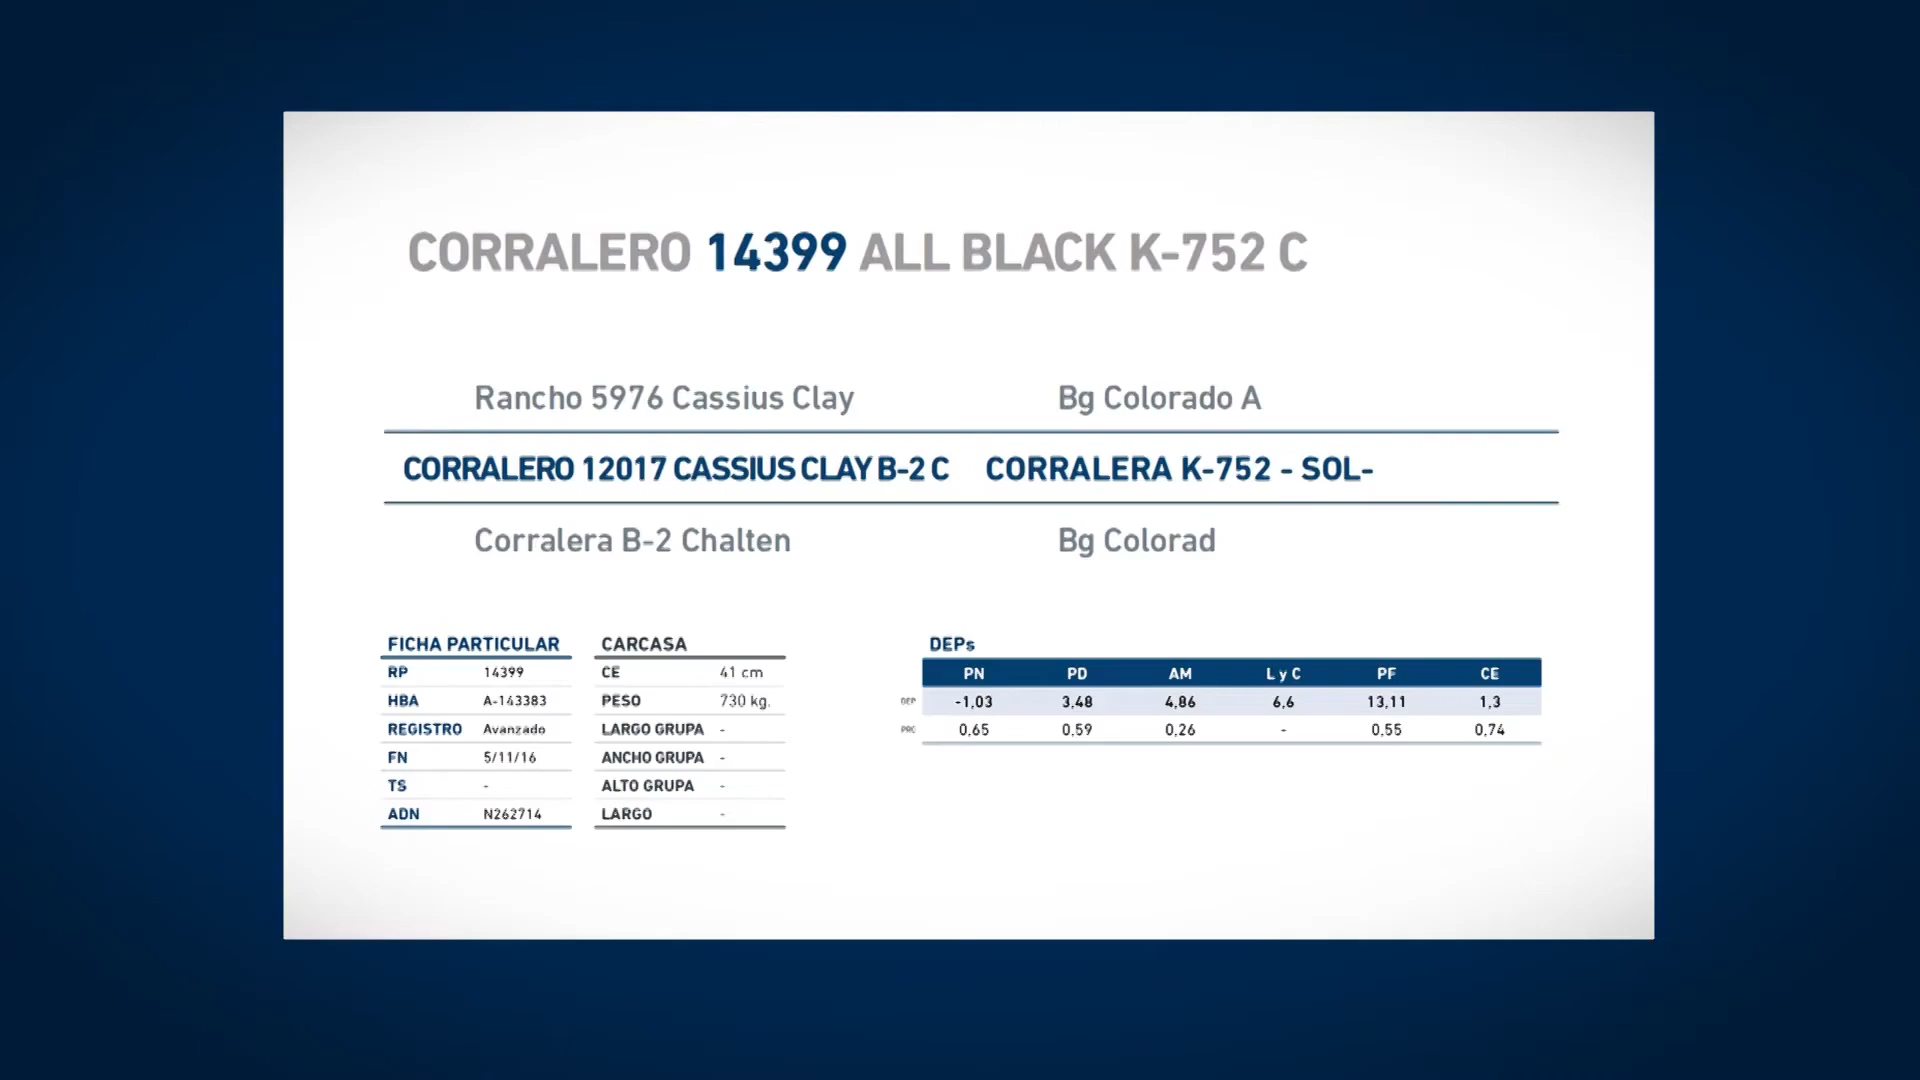 CORRALERO 14399 ALL BLACK K-752 C
Rancho 5976 Cassius Clay Bg Colorado A
CORRALERO 12017 CASSIUS CLAY B-2 C CORRALERA K-752 - SOL-
Corralera B-2 Chalten Bg Colorad
FICHA PARTICULAR
RP 14399
HBA A-143383
REGISTRO Avanzado
FN 5/11/16
TS -
ADN N262714
CARCASA
CE 41 cm
PESO 730 kg.
LARGO GRUPA -
ANCHO GRUPA -
ALTO GRUPA -
LARGO -
DEPs
PN PD AM L y C PF CE
DEP -1,03 3,48 4,86 6,6 13,11 1,3
PRC 0,65 0,59 0,26 - 0,55 0,74